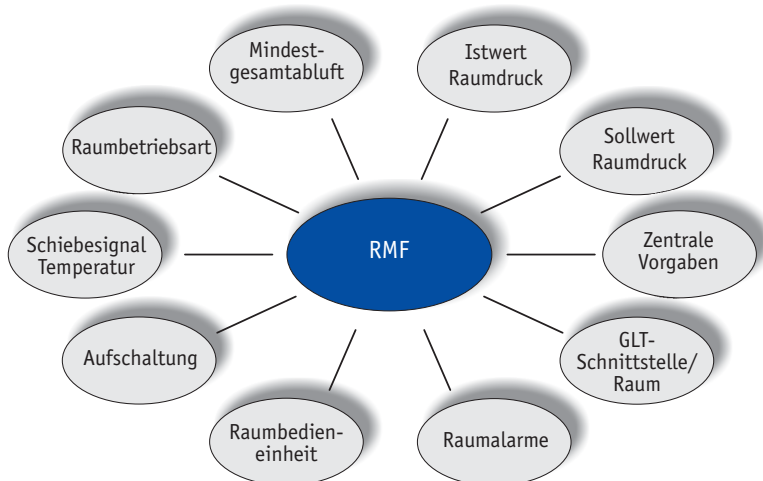 Mindest-
gesamtabluft
Istwert
Raumdruck
Raumbetriebsart
Sollwert
Raumdruck
Schiebesignal
Temperatur
RMF
Zentrale
Vorgaben
Aufschaltung
GLT-
Schnittstelle/
Raum
Raumbedien-
einheit
Raumalarme